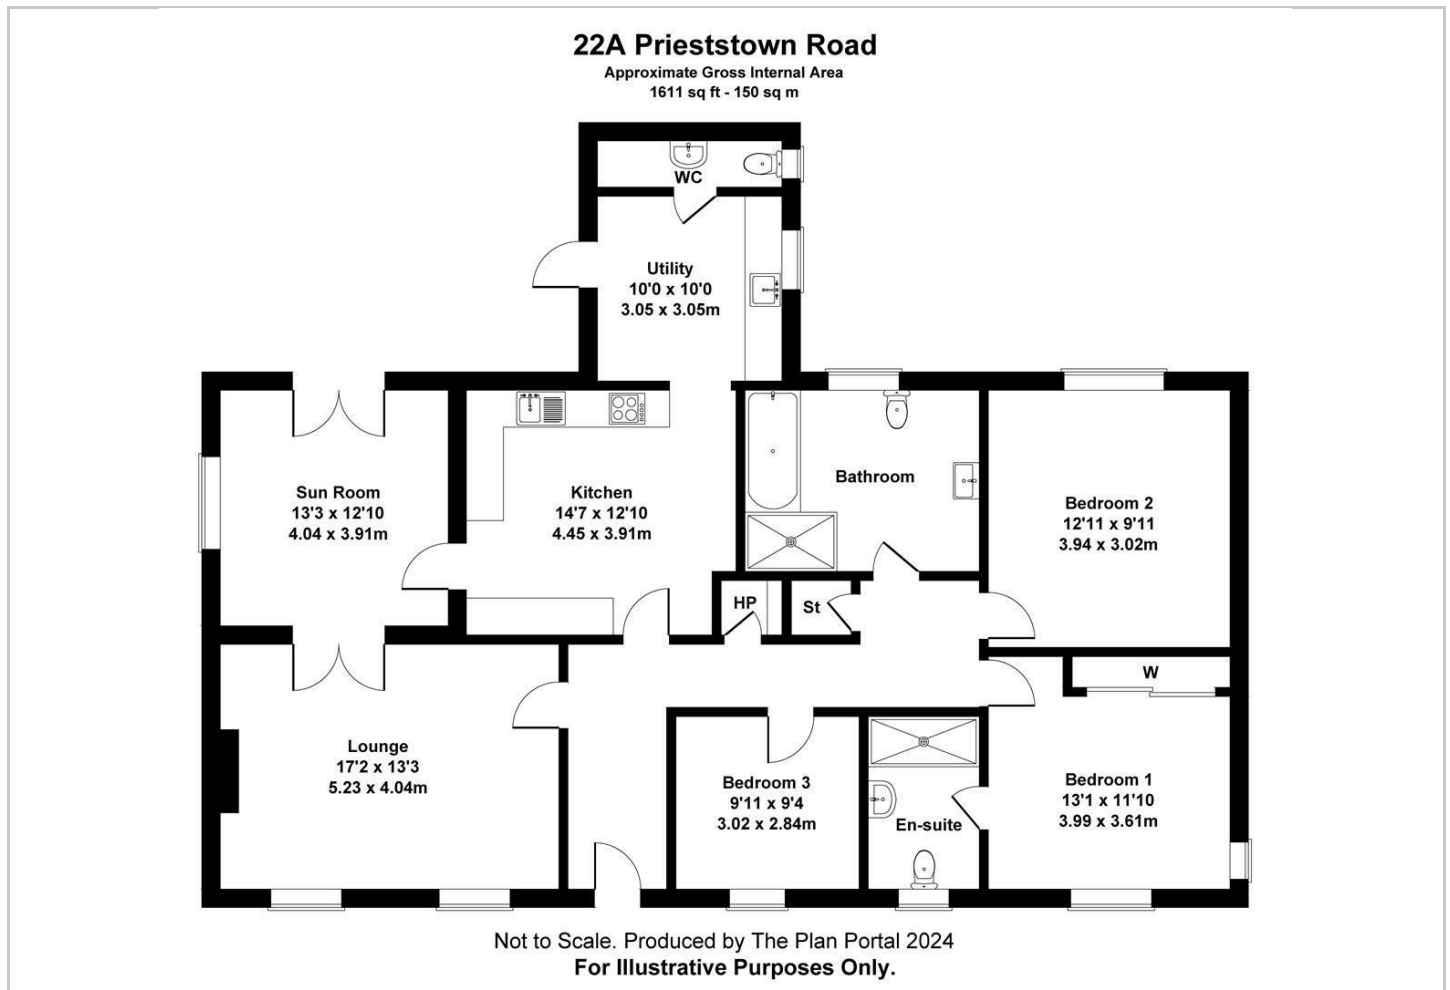 22A Prieststown Road
Approximate Gross Internal Area
1611 sq ft - 150 sq m
WC
Utility
10'0 x 10'0
3.05 x 3.05m
Sun Room
13'3 x 12'10
4.04 x 3.91m
Kitchen
14'7 x 12'10
4.45 x 3.91m
Bathroom
Bedroom 2
12'11 x 9'11
3.94 x 3.02m
HP
St
W
Lounge
17'2 x 13'3
5.23 x 4.04m
Bedroom 3
9'11 x 9'4
3.02 x 2.84m
En-suite
Bedroom 1
13'1 x 11'10
3.99 x 3.61m
Not to Scale. Produced by The Plan Portal 2024
For Illustrative Purposes Only.